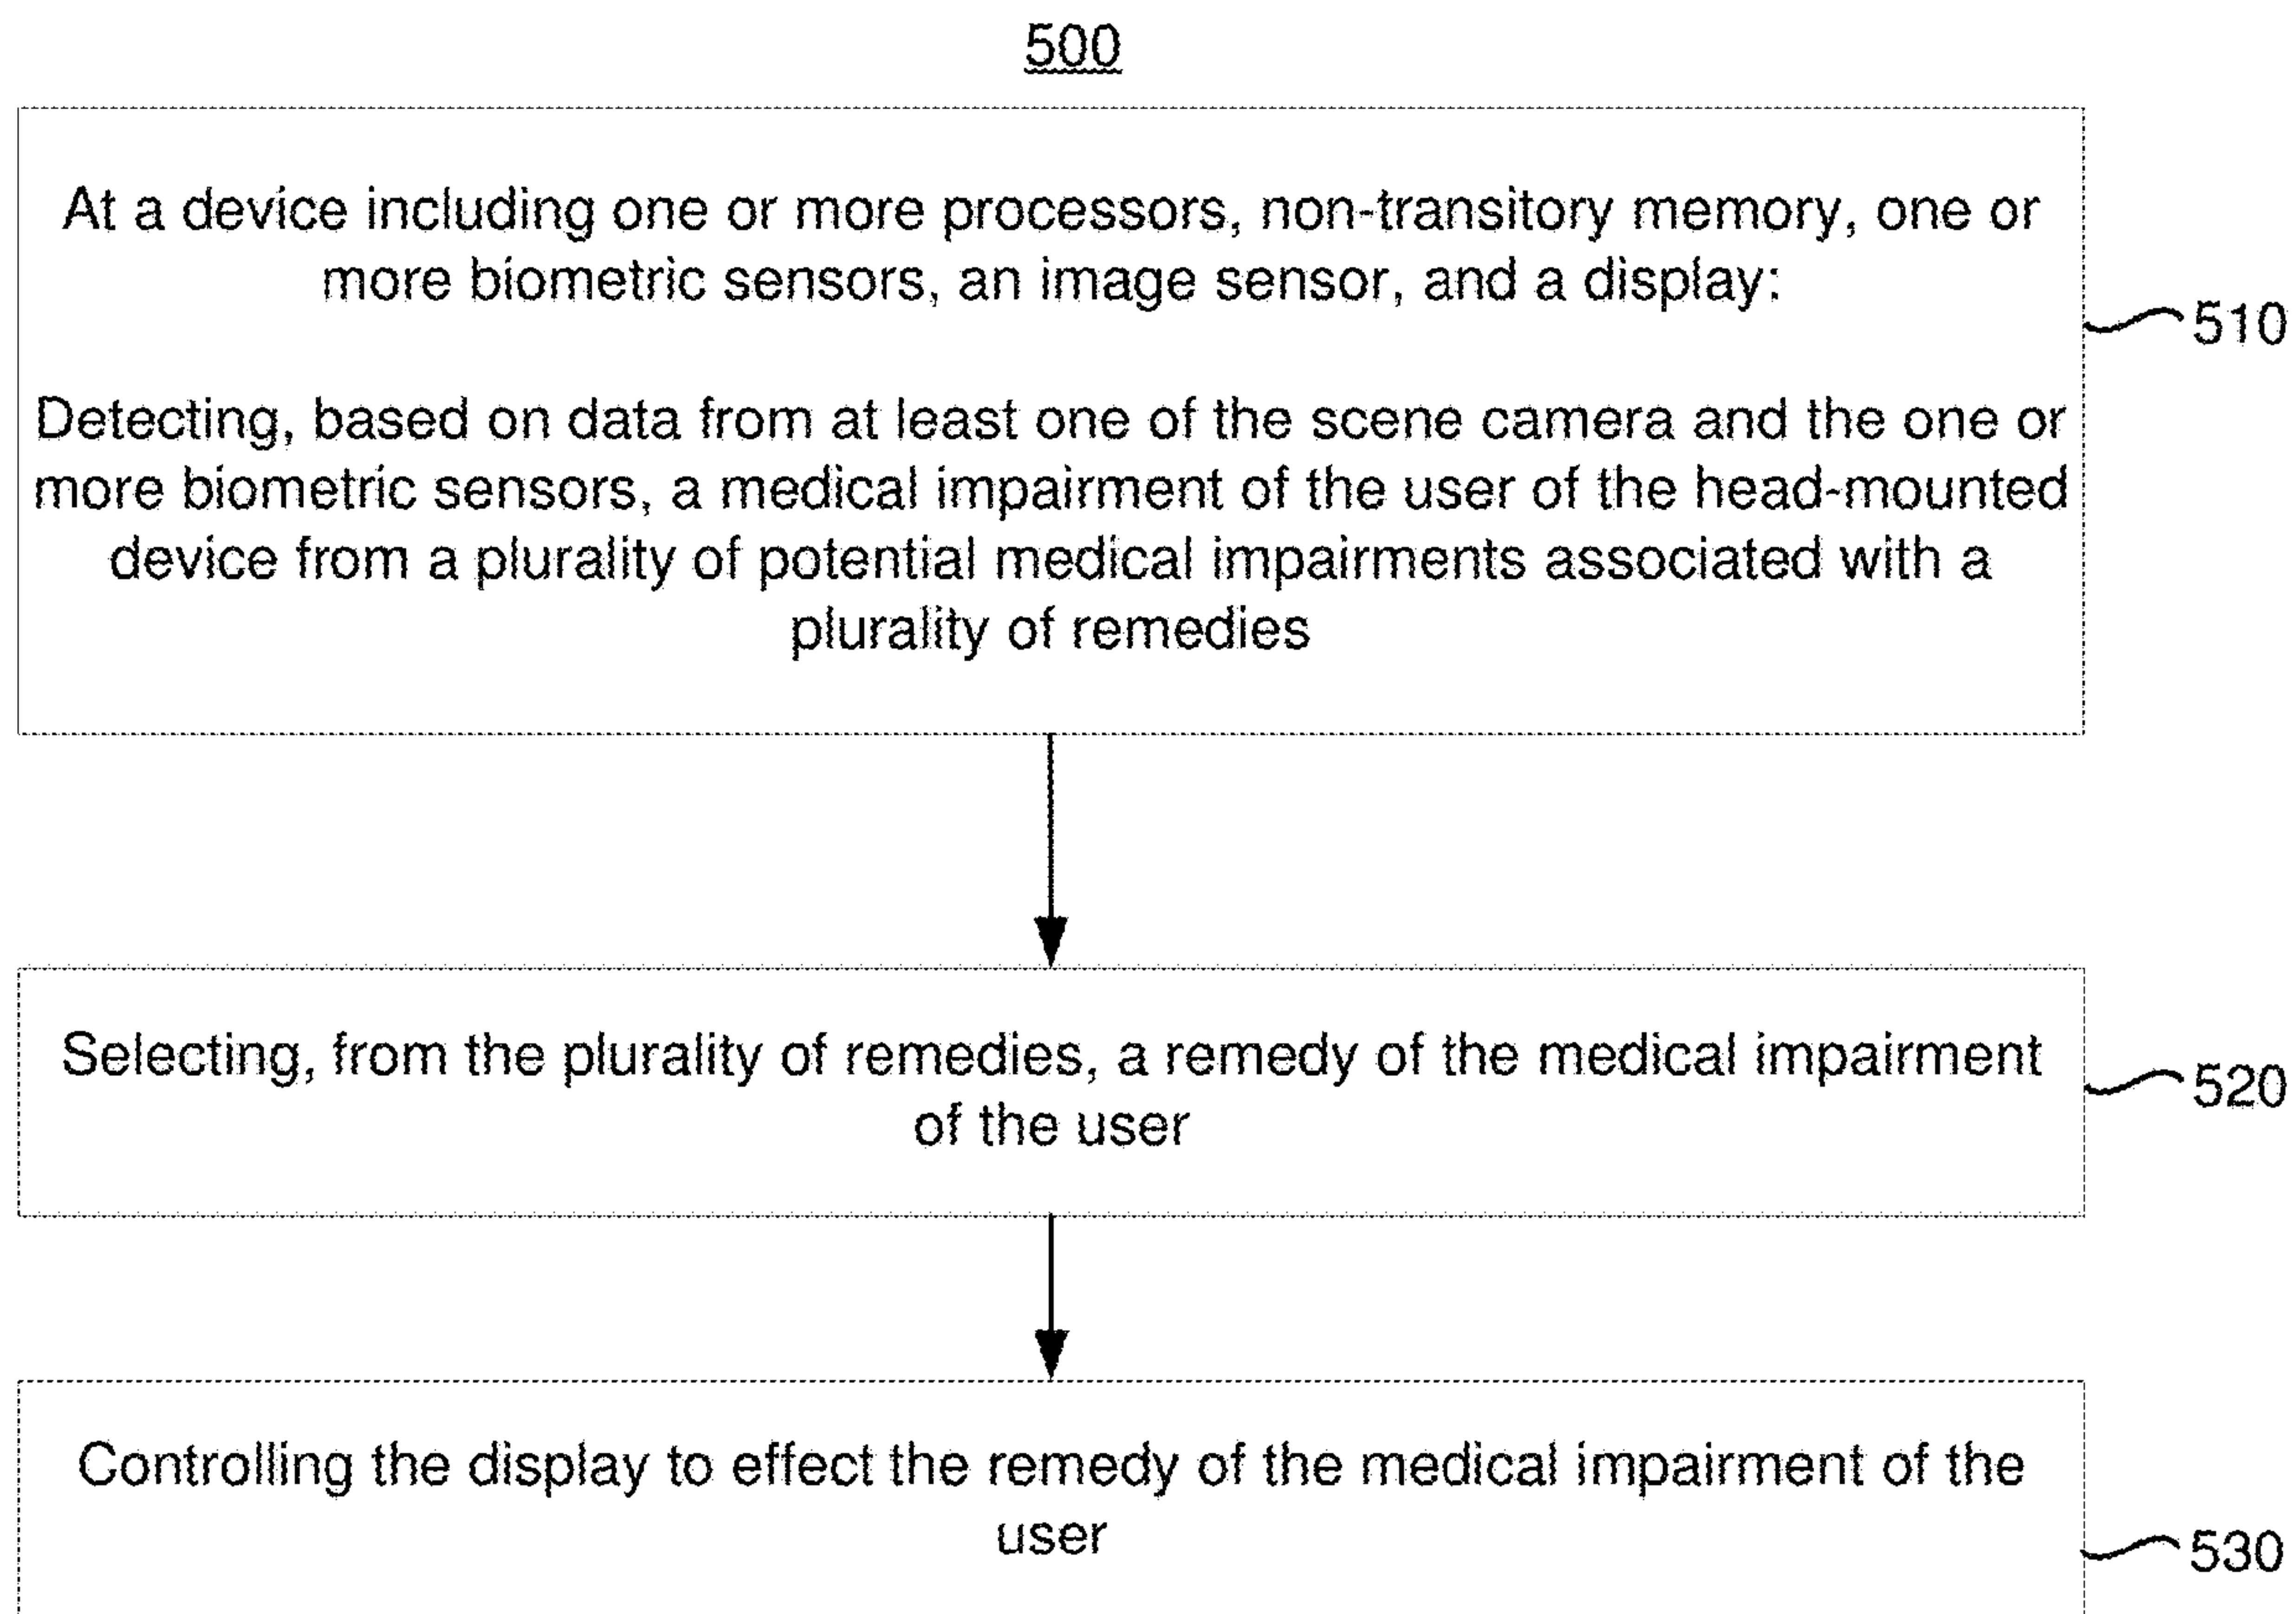 500
At a device including one or more processors, non-transitory memory, one or
more biometric sensors, an image sensor, and a display:
510
Detecting, based on data from at least one of the scene camera and the one or
more biometric sensors, a medical impairment of the user of the head-mounted
device from a plurality of potential medical impairments associated with a
plurality of remedies
Selecting, from the plurality of remedies, a remedy of the medical impairment
of the user
520
Controlling the display to effect the remedy of the medical impairment of the
user
530